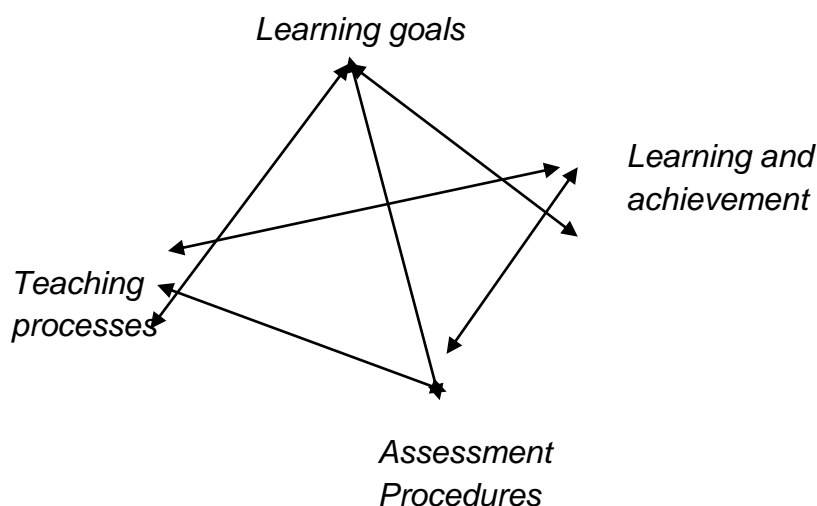 Learning goals
Learning and
achievement
Teaching
processes
Assessment
Procedures